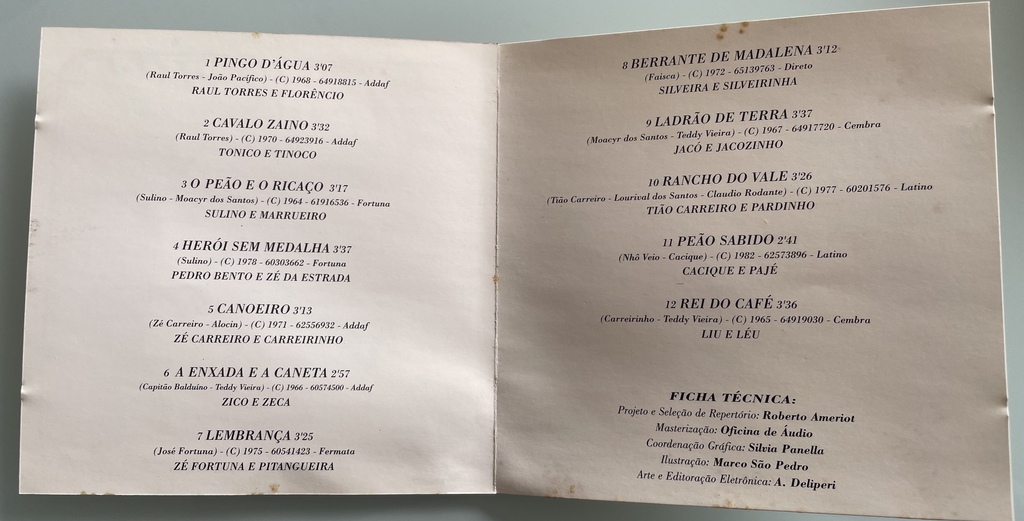 1 PINGO D'ÁGUA 3'07
(Raul Torres - João Pacífico) - (C) 1968 - 64918815 - Addaf
RAUL TORRES E FLORÊNCIO
2 CAVALO ZAINO 3'32
(Raul Torres) - (C) 1970 - 64923916 - Addaf
TONICO E TINOCO
3 O PEÃO E O RICAÇO 3'17
(Sulino - Moacyr dos Santos) - (C) 1964 - 61916536 - Fortuna
SULINO E MARRUEIRO
4 HERÓI SEM MEDALHA 3'37
(Sulino) - (C) 1978 - 60303662 - Fortuna
PEDRO BENTO E ZÉ DA ESTRADA
5 CANOEIRO 3'13
(Zé Carreiro - Alocin) - (C) 1971 - 62556932 - Addaf
ZÉ CARREIRO E CARREIRINHO
6 A ENXADA E A CANETA 2'57
(Capitão Balduíno - Teddy Vieira) - (C) 1966 - 60574500 - Addaf
ZICO E ZECA
7 LEMBRANÇA 3'25
(José Fortuna) - (C) 1975 - 60541423 - Fermata
ZÉ FORTUNA E PITANGUEIRA
8 BERRANTE DE MADALENA 3'12
(Faisca) - (C) 1972 - 65139763 - Direto
SILVEIRA E SILVEIRINHA
9 LADRÃO DE TERRA 3'37
(Moacyr dos Santos - Teddy Vieira) - (C) 1967 - 64917720 - Cembra
JACÓ E JACOZINHO
10 RANCHO DO VALE 3'26
(Tião Carreiro - Lourival dos Santos - Claudio Rodante) - (C) 1977 - 60201576 - Latino
TIÃO CARREIRO E PARDINHO
11 PEÃO SABIDO 2'41
(Nhô Veio - Cacique) - (C) 1982 - 62573896 - Latino
CACIQUE E PAJÉ
12 REI DO CAFÉ 3'36
(Carreirinho - Teddy Vieira) - (C) 1965 - 64919030 - Cembra
LIU E LÉU
FICHA TÉCNICA:
Projeto e Seleção de Repertório: Roberto Ameriot
Masterização: Oficina de Áudio
Coordenação Gráfica: Silvia Panella
Ilustração: Marco São Pedro
Arte e Editoração Eletrônica: A. Deliperi